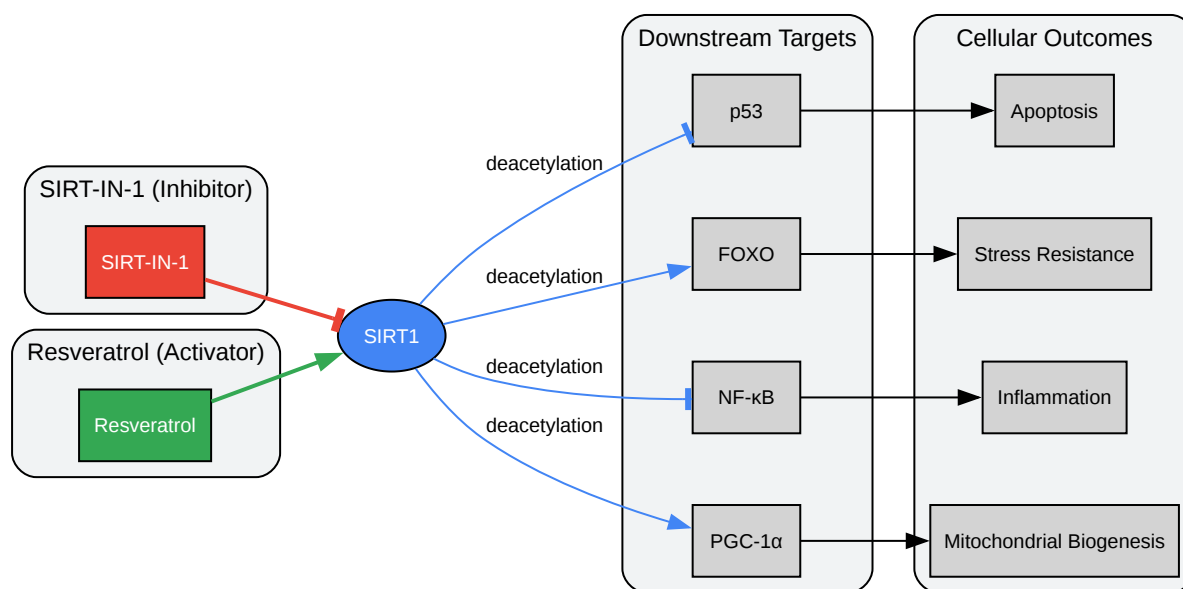 Downstream Targets
Cellular Outcomes
p53
Apoptosis
deacetylation
SIRT-IN-1 (Inhibitor)
SIRT-IN-1
FOXO
Stress Resistance
deacetylation
SIRT1
Resveratrol (Activator)
Resveratrol
deacetylation
NF-κB
Inflammation
deacetylation
PGC-1α
Mitochondrial Biogenesis